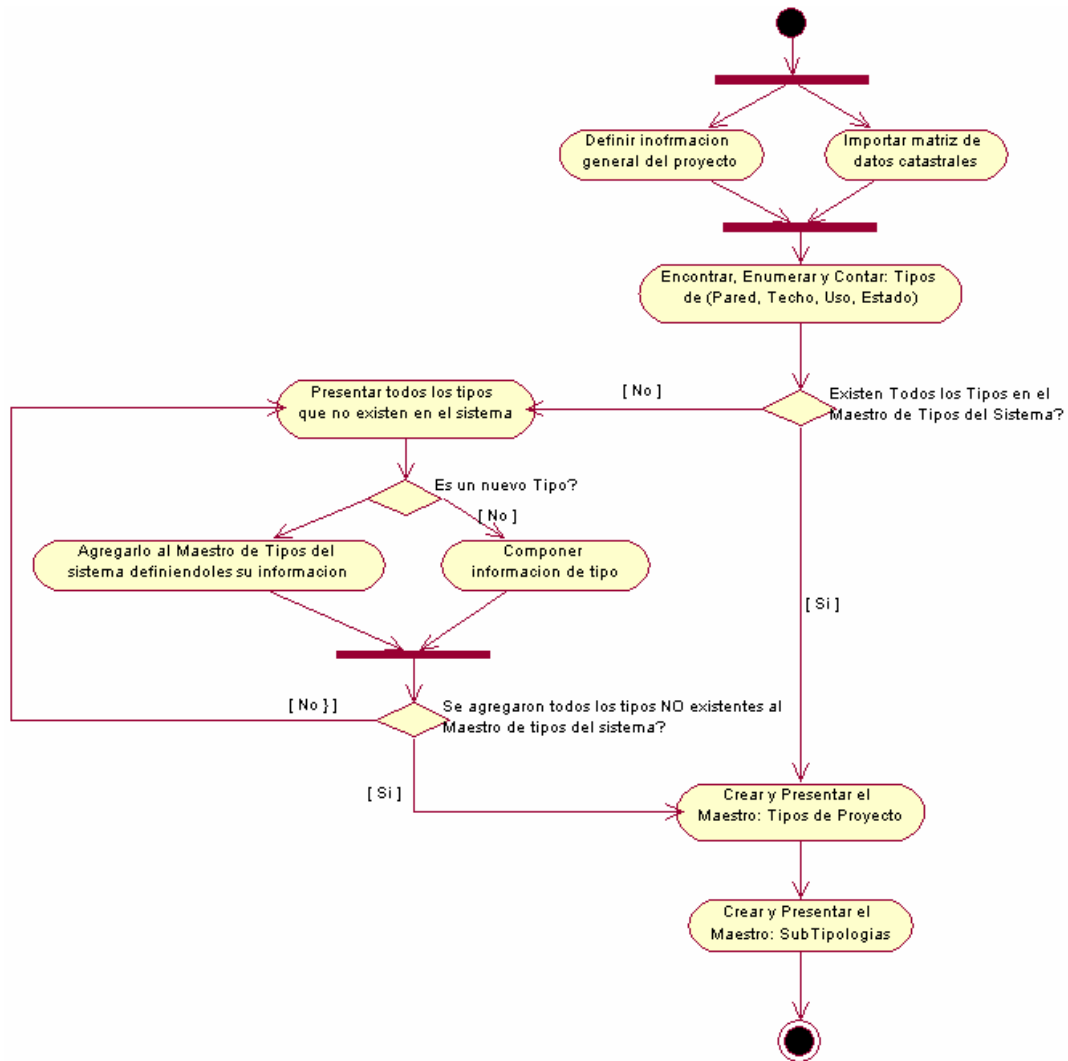 Definir inofrmacion
general del proyecto
Importar matriz de
datos catastrales
Encontrar, Enumerar y Contar: Tipos
de (Pared, Techo, Uso, Estado)
Presentar todos los tipos
que no existen en el sistema
[ No ]
Existen Todos los Tipos en el
Maestro de Tipos del Sistema?
Es un nuevo Tipo?
[ No ]
Agregarlo al Maestro de Tipos del
sistema definiendoles su informacion
Componer
informacion de tipo
[ Si ]
[ No } ]
Se agregaron todos los tipos NO existentes al
Maestro de tipos del sistema?
[ Si ]
Crear y Presentar el
Maestro: Tipos de Proyecto
Crear y Presentar el
Maestro: SubTipologias